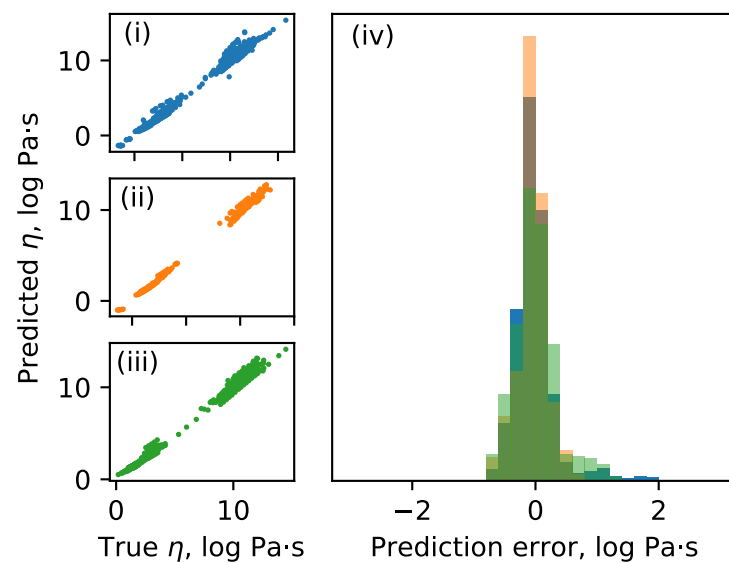 (i)
10
0
(ii)
10
0
(iii)
10
0
0
10
Predicted η, log Pa·s
True η, log Pa·s
(iv)
−2
0
2
Prediction error, log Pa·s